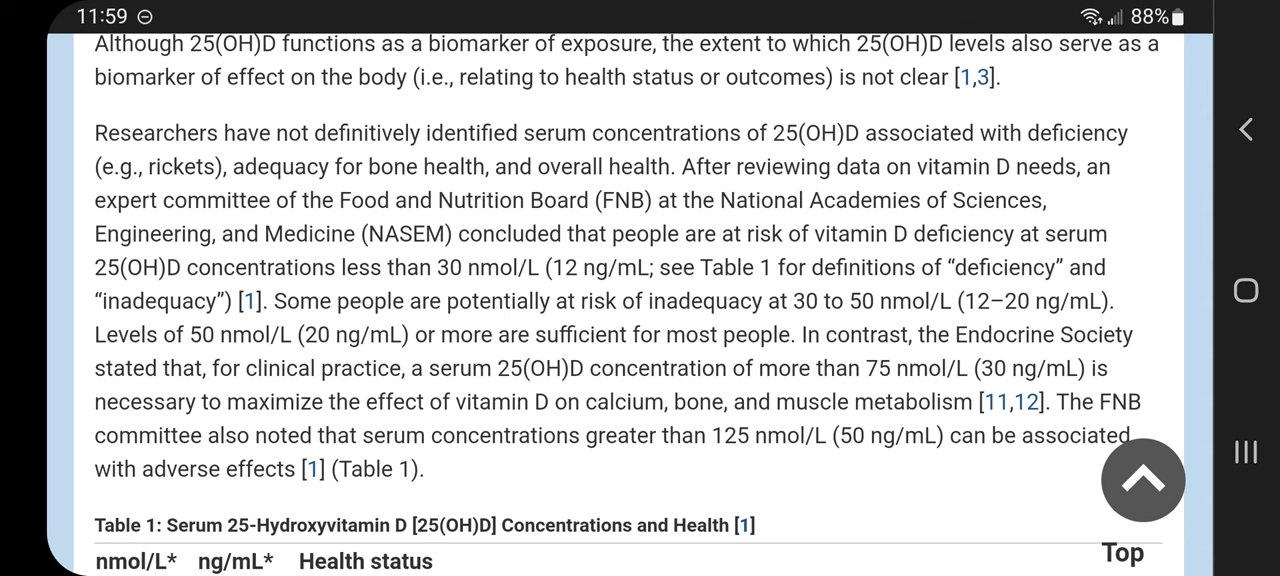 11:59 88%
Although 25(OH)D functions as a biomarker of exposure, the extent to which 25(OH)D levels also serve as a
biomarker of effect on the body (i.e., relating to health status or outcomes) is not clear [1,3].
Researchers have not definitively identified serum concentrations of 25(OH)D associated with deficiency
(e.g., rickets), adequacy for bone health, and overall health. After reviewing data on vitamin D needs, an
expert committee of the Food and Nutrition Board (FNB) at the National Academies of Sciences,
Engineering, and Medicine (NASEM) concluded that people are at risk of vitamin D deficiency at serum
25(OH)D concentrations less than 30 nmol/L (12 ng/mL; see Table 1 for definitions of “deficiency” and
“inadequacy”) [1]. Some people are potentially at risk of inadequacy at 30 to 50 nmol/L (12–20 ng/mL).
Levels of 50 nmol/L (20 ng/mL) or more are sufficient for most people. In contrast, the Endocrine Society
stated that, for clinical practice, a serum 25(OH)D concentration of more than 75 nmol/L (30 ng/mL) is
necessary to maximize the effect of vitamin D on calcium, bone, and muscle metabolism [11,12]. The FNB
committee also noted that serum concentrations greater than 125 nmol/L (50 ng/mL) can be associated
with adverse effects [1] (Table 1).
Table 1: Serum 25-Hydroxyvitamin D [25(OH)D] Concentrations and Health [1]
nmol/L* ng/mL* Health status
Top